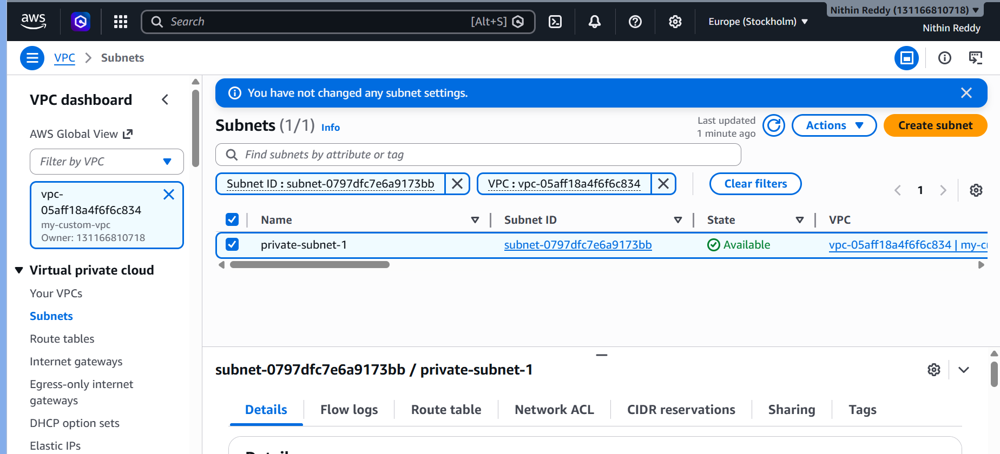 aws
Search
[Alt+S]
Europe (Stockholm)
Nithin Reddy (131166810718)
Nithin Reddy
VPC
Subnets
VPC dashboard
AWS Global View
Filter by VPC
vpc-
05aff18a4f6f6c834
my-custom-vpc
Owner: 131166810718
Virtual private cloud
Your VPCs
Subnets
Route tables
Internet gateways
Egress-only internet
gateways
DHCP option sets
Elastic IPs
You have not changed any subnet settings.
Subnets (1/1) Info
Last updated
1 minute ago
Actions
Create subnet
Find subnets by attribute or tag
Subnet ID : subnet-0797dfc7e6a9173bb
VPC : vpc-05aff18a4f6f6c834
Clear filters
1
Name
Subnet ID
State
VPC
private-subnet-1
subnet-0797dfc7e6a9173bb
Available
vpc-05aff18a4f6f6c834 | my-c
subnet-0797dfc7e6a9173bb / private-subnet-1
Details
Flow logs
Route table
Network ACL
CIDR reservations
Sharing
Tags